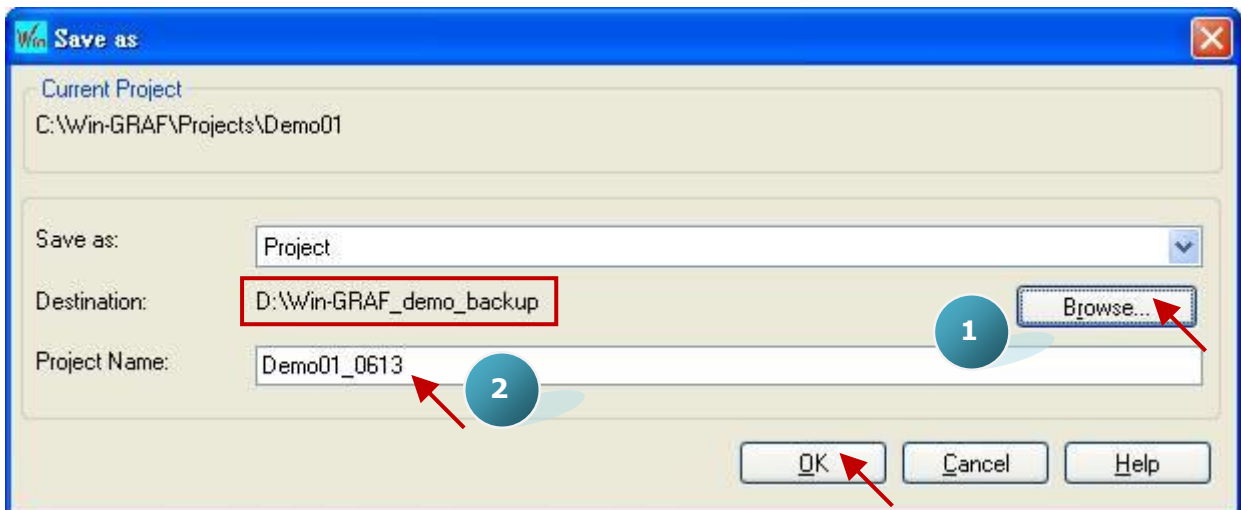 Win Save as
Current Project
C:\Win-GRAF\Projects\Demo01
Save as: Project
Destination: D:\Win-GRAF_demo_backup Browse...
1
Project Name: Demo01_0613
2
OK Cancel Help